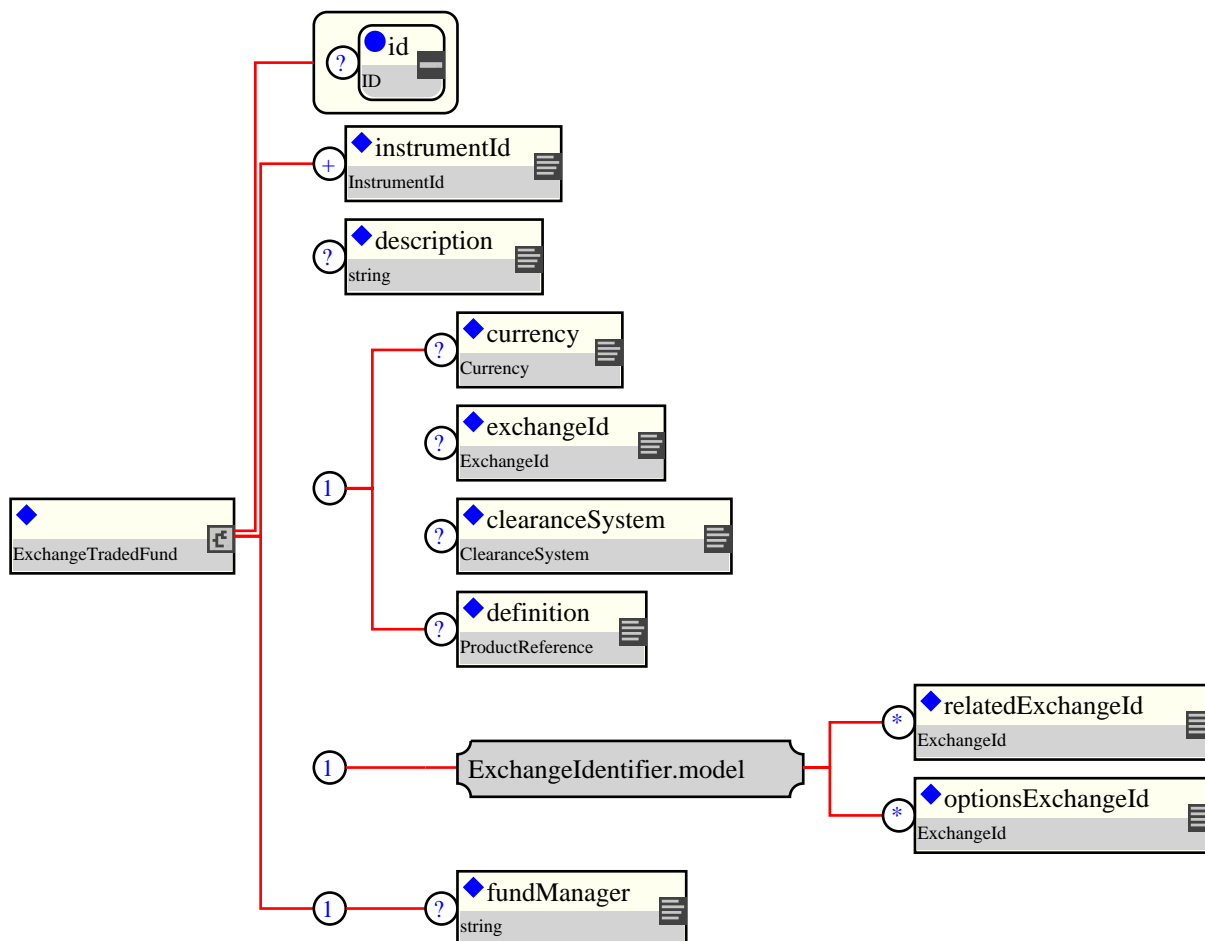 ? id
ID
+ instrumentId
InstrumentId
? description
string
? currency
Currency
? exchangeId
ExchangeId
1
? clearanceSystem
ClearanceSystem
ExchangeTradedFund
? definition
ProductReference
* relatedExchangeId
ExchangeId
1 ExchangeIdentifier.model
* optionsExchangeId
ExchangeId
1 ? fundManager
string